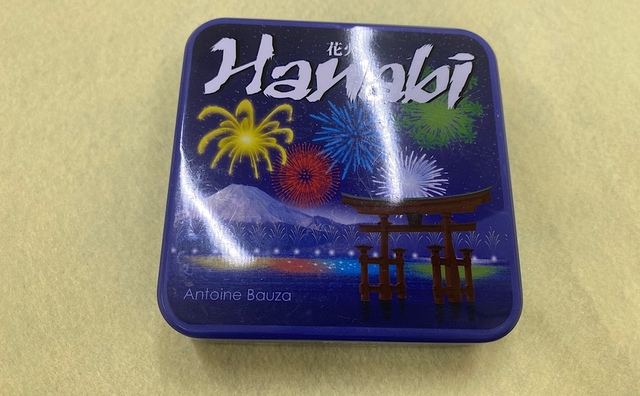 花火
Hanabi
Antoine Bauza